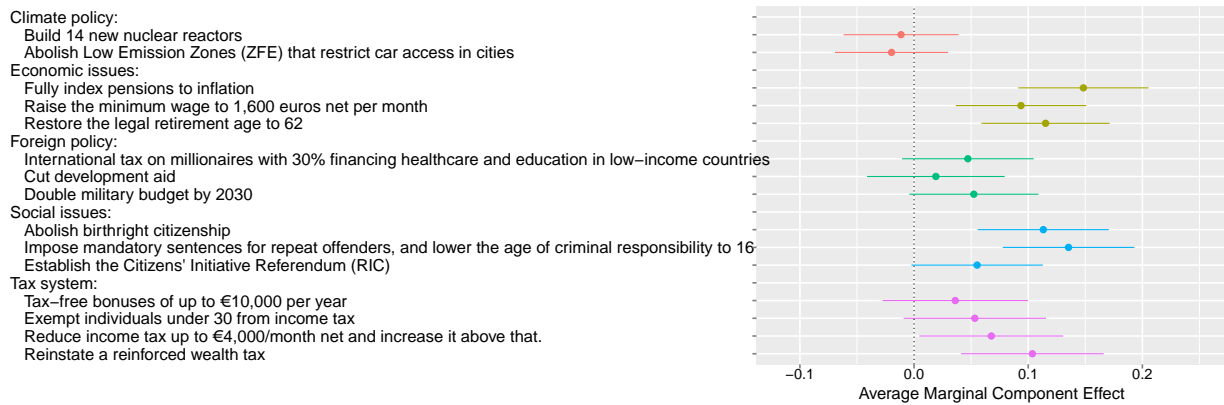 Climate policy:
Build 14 new nuclear reactors
Abolish Low Emission Zones (ZFE) that restrict car access in cities
Economic issues:
Fully index pensions to inflation
Raise the minimum wage to 1,600 euros net per month
Restore the legal retirement age to 62
Foreign policy:
International tax on millionaires with 30% financing healthcare and education in low−income countries
Cut development aid
Double military budget by 2030
Social issues:
Abolish birthright citizenship
Impose mandatory sentences for repeat offenders, and lower the age of criminal responsibility to 16
Establish the Citizens' Initiative Referendum (RIC)
Tax system:
Tax−free bonuses of up to €10,000 per year
Exempt individuals under 30 from income tax
Reduce income tax up to €4,000/month net and increase it above that.
Reinstate a reinforced wealth tax
−0.1 0.0 0.1 0.2
Average Marginal Component Effect